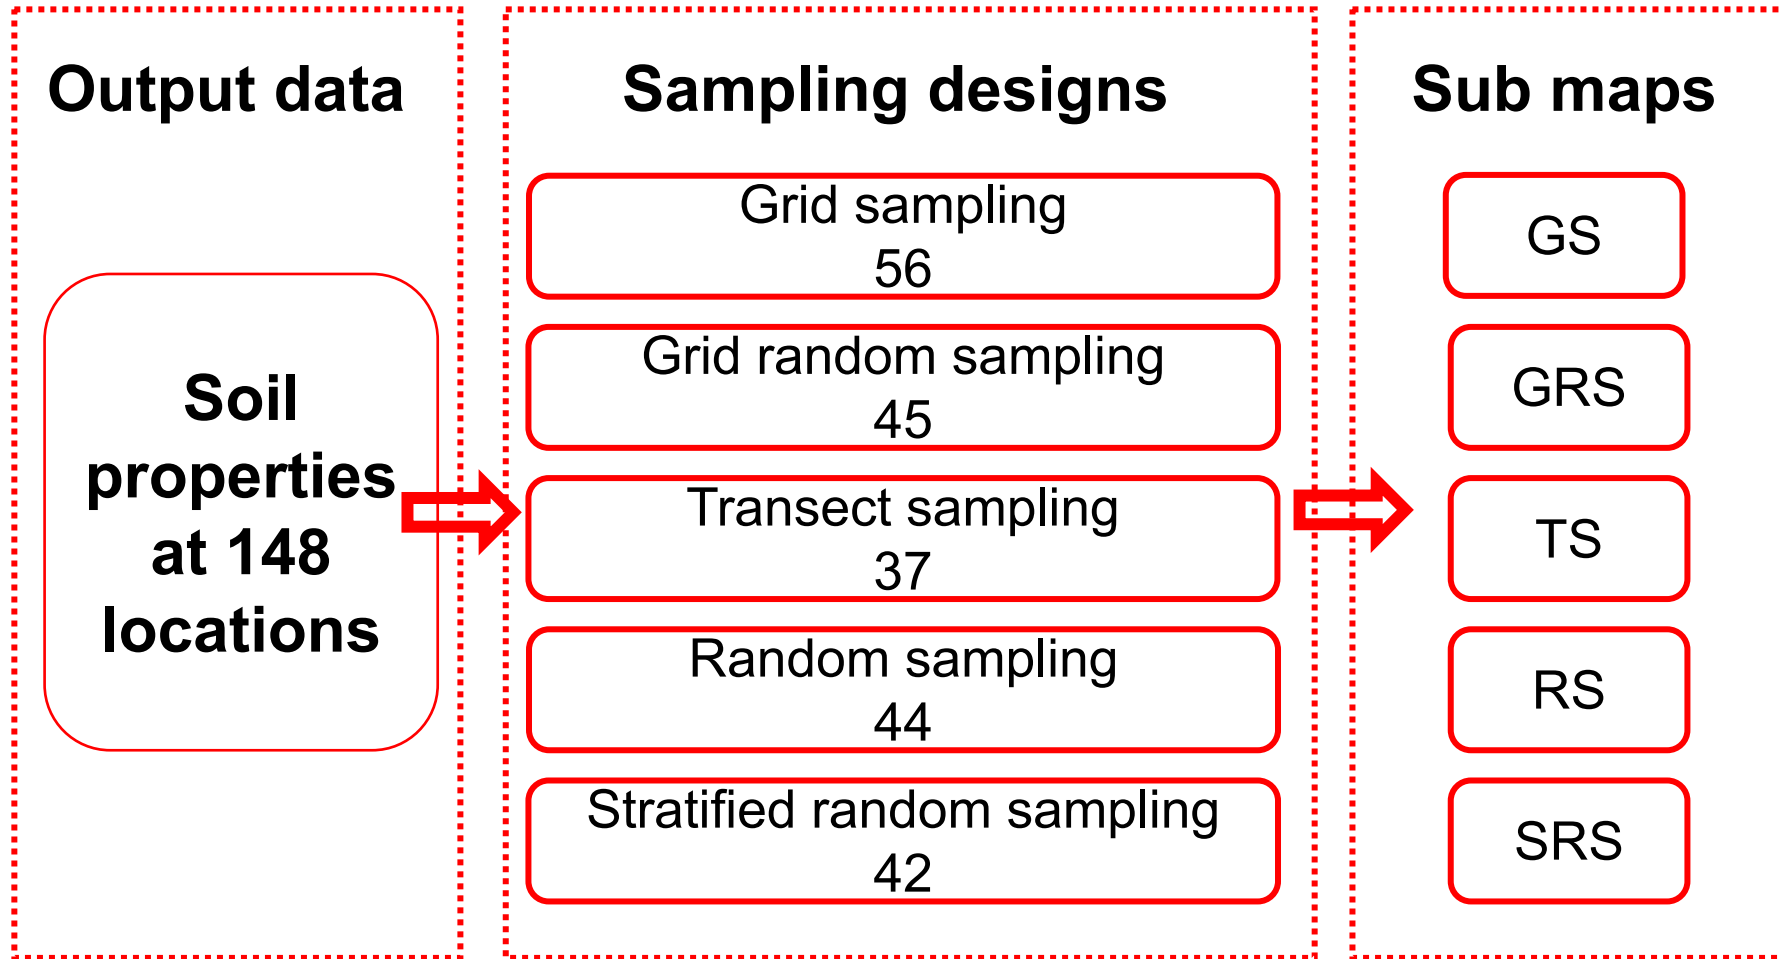 Output data
Soil
properties
at 148
locations
Sampling designs
Grid sampling
56
Grid random sampling
45
Transect sampling
37
Random sampling
44
Stratified random sampling
42
Sub maps
GS
GRS
TS
RS
SRS